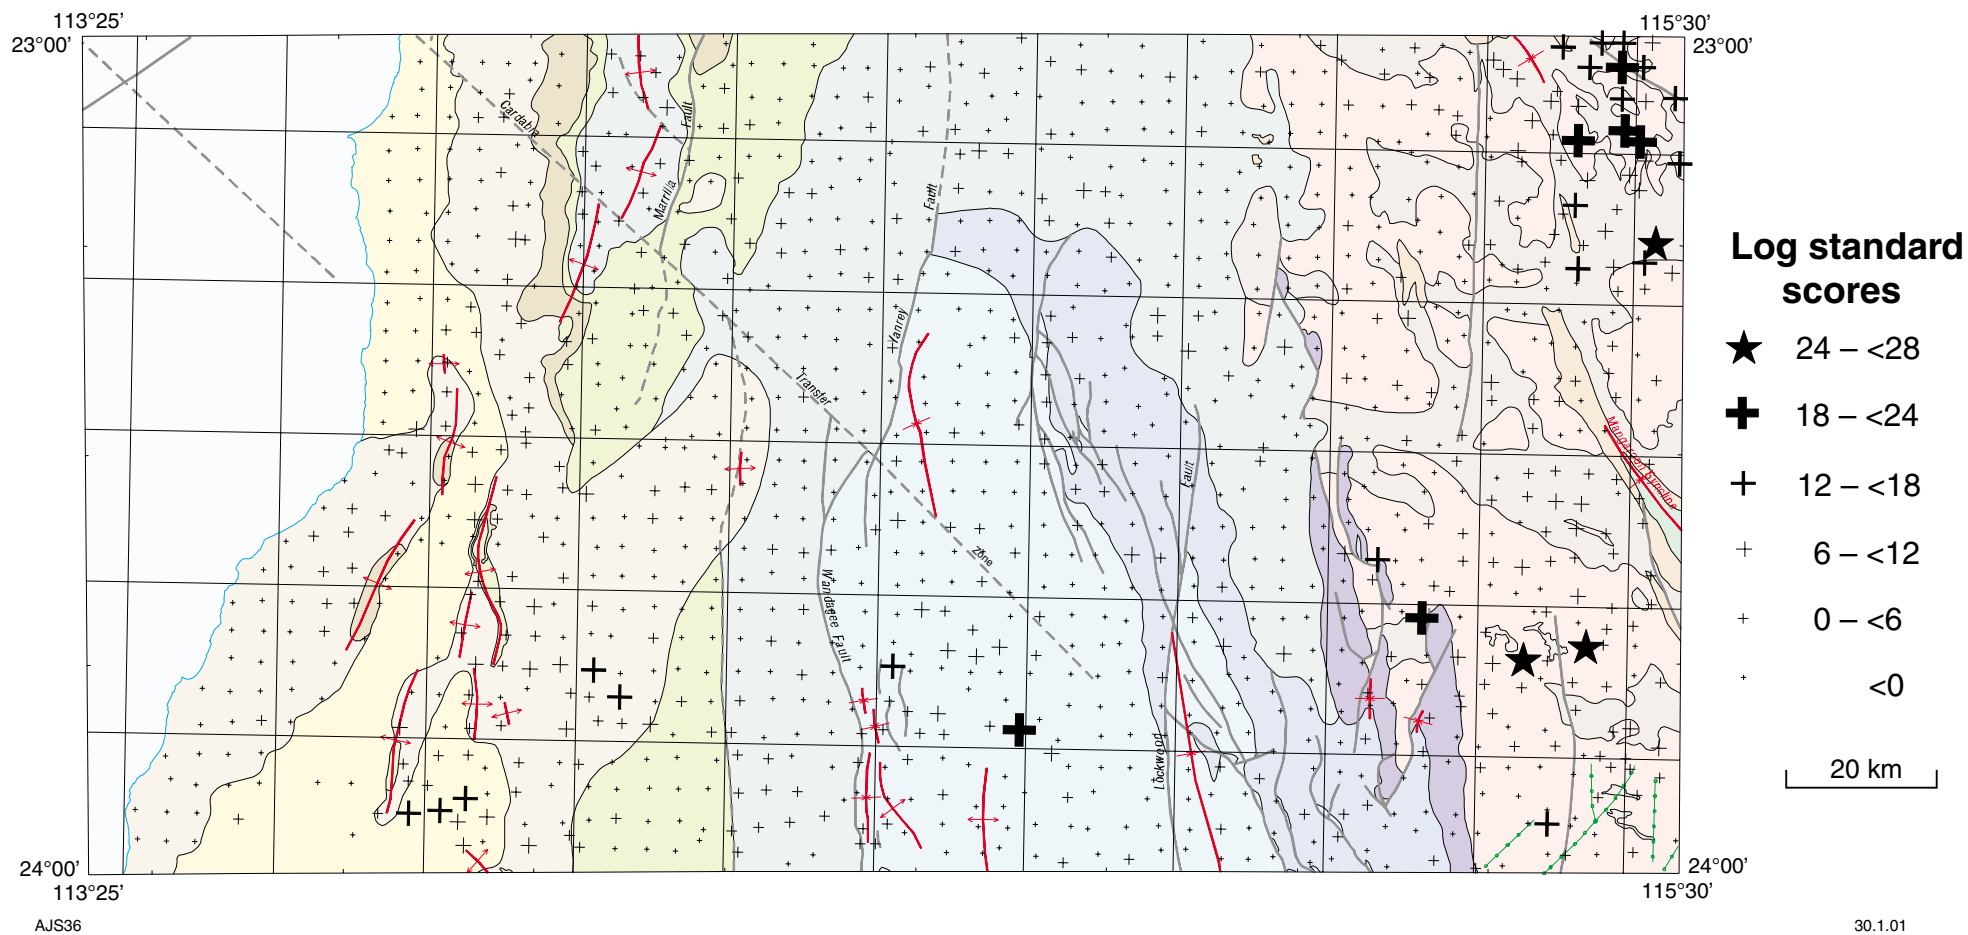 113°25’
115°30’
23°00’
23°00’
Cardabia
Fault
Marrilla
Fault
Yanrey
Transfer
Zone
Fault
Wandagee Fault
Lockwood
Mangaroon Syncline
Log standard
scores
24 – <28
18 – <24
12 – <18
6 – <12
0 – <6
<0
20 km
24°00’
24°00’
113°25’
115°30’
AJS36
30.1.01